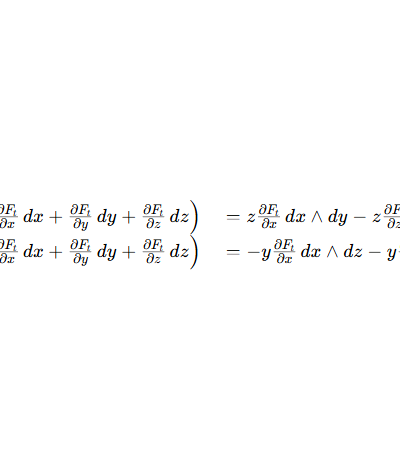 ∂F_t/∂x dx + ∂F_t/∂y dy + ∂F_t/∂z dz) = z ∂F_t/∂x dx ∧ dy − z
∂F_t/∂x dx + ∂F_t/∂y dy + ∂F_t/∂z dz) = −y ∂F_t/∂x dx ∧ dz − y